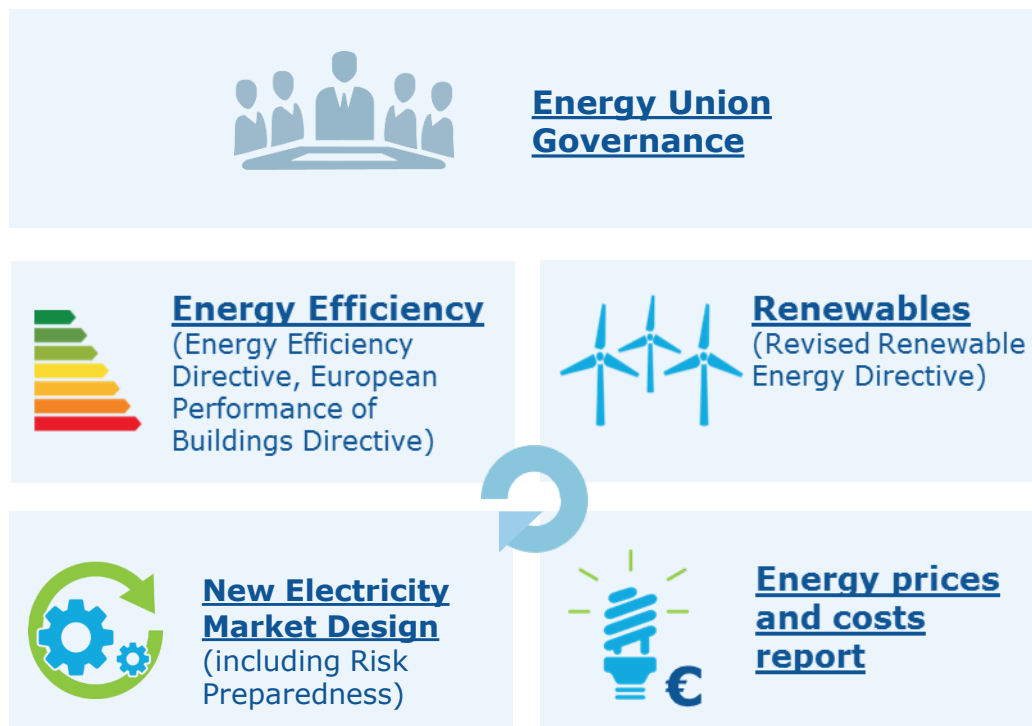 Energy Union
Governance
Energy Efficiency
(Energy Efficiency
Directive, European
Performance of
Buildings Directive)
Renewables
(Revised Renewable
Energy Directive)
New Electricity
Market Design
(including Risk
Preparedness)
Energy prices
and costs
report
€